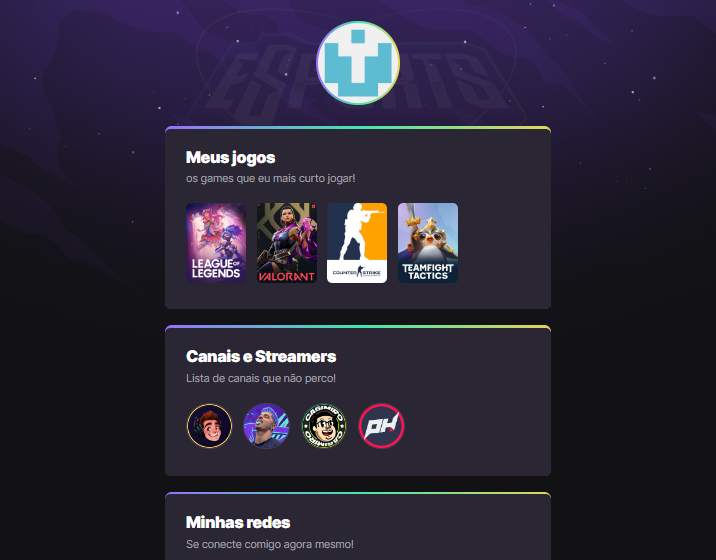 ESPORTS
Meus jogos
os games que eu mais curto jogar!
LEAGUE OF
LEGENDS
VALORANT
COUNTER STRIKE
TEAMFIGHT
TACTICS
Canais e Streamers
Lista de canais que não perco!
CASIMIRO
CASIMIRO
PH
Minhas redes
Se conecte comigo agora mesmo!